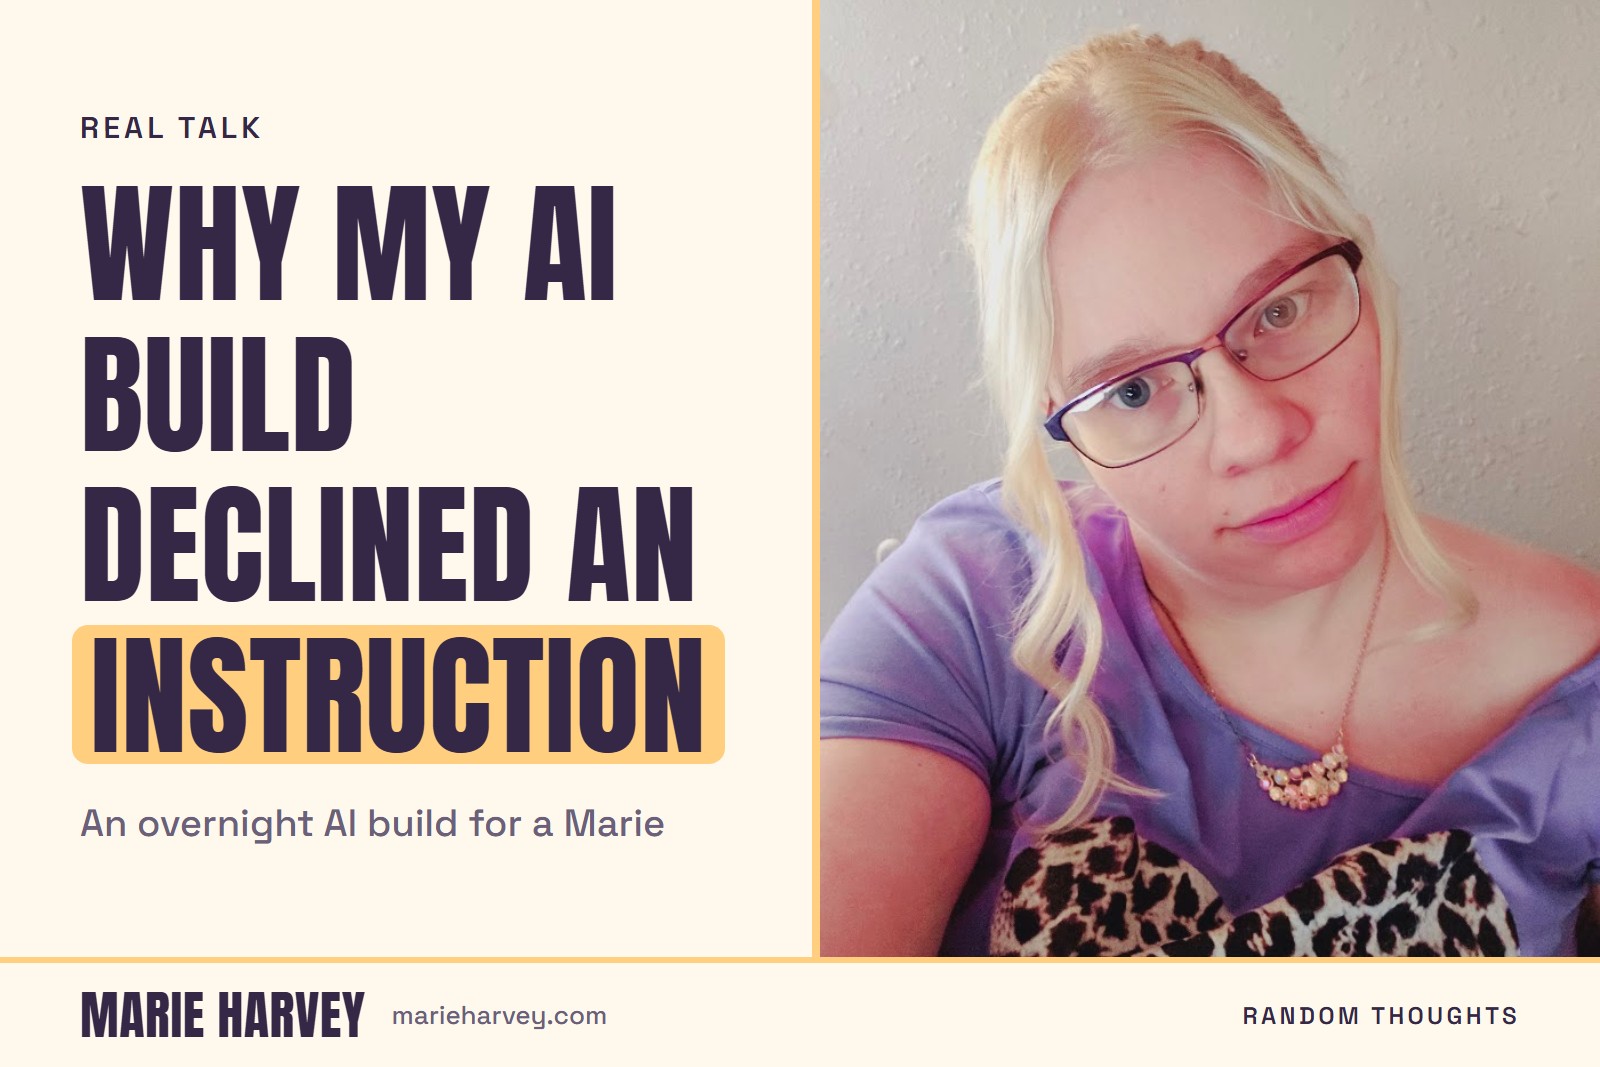 REAL TALK
WHY MY AI
BUILD
DECLINED AN
INSTRUCTION
An overnight AI build for a Marie
MARIE HARVEY
marieharvey.com
RANDOM THOUGHTS